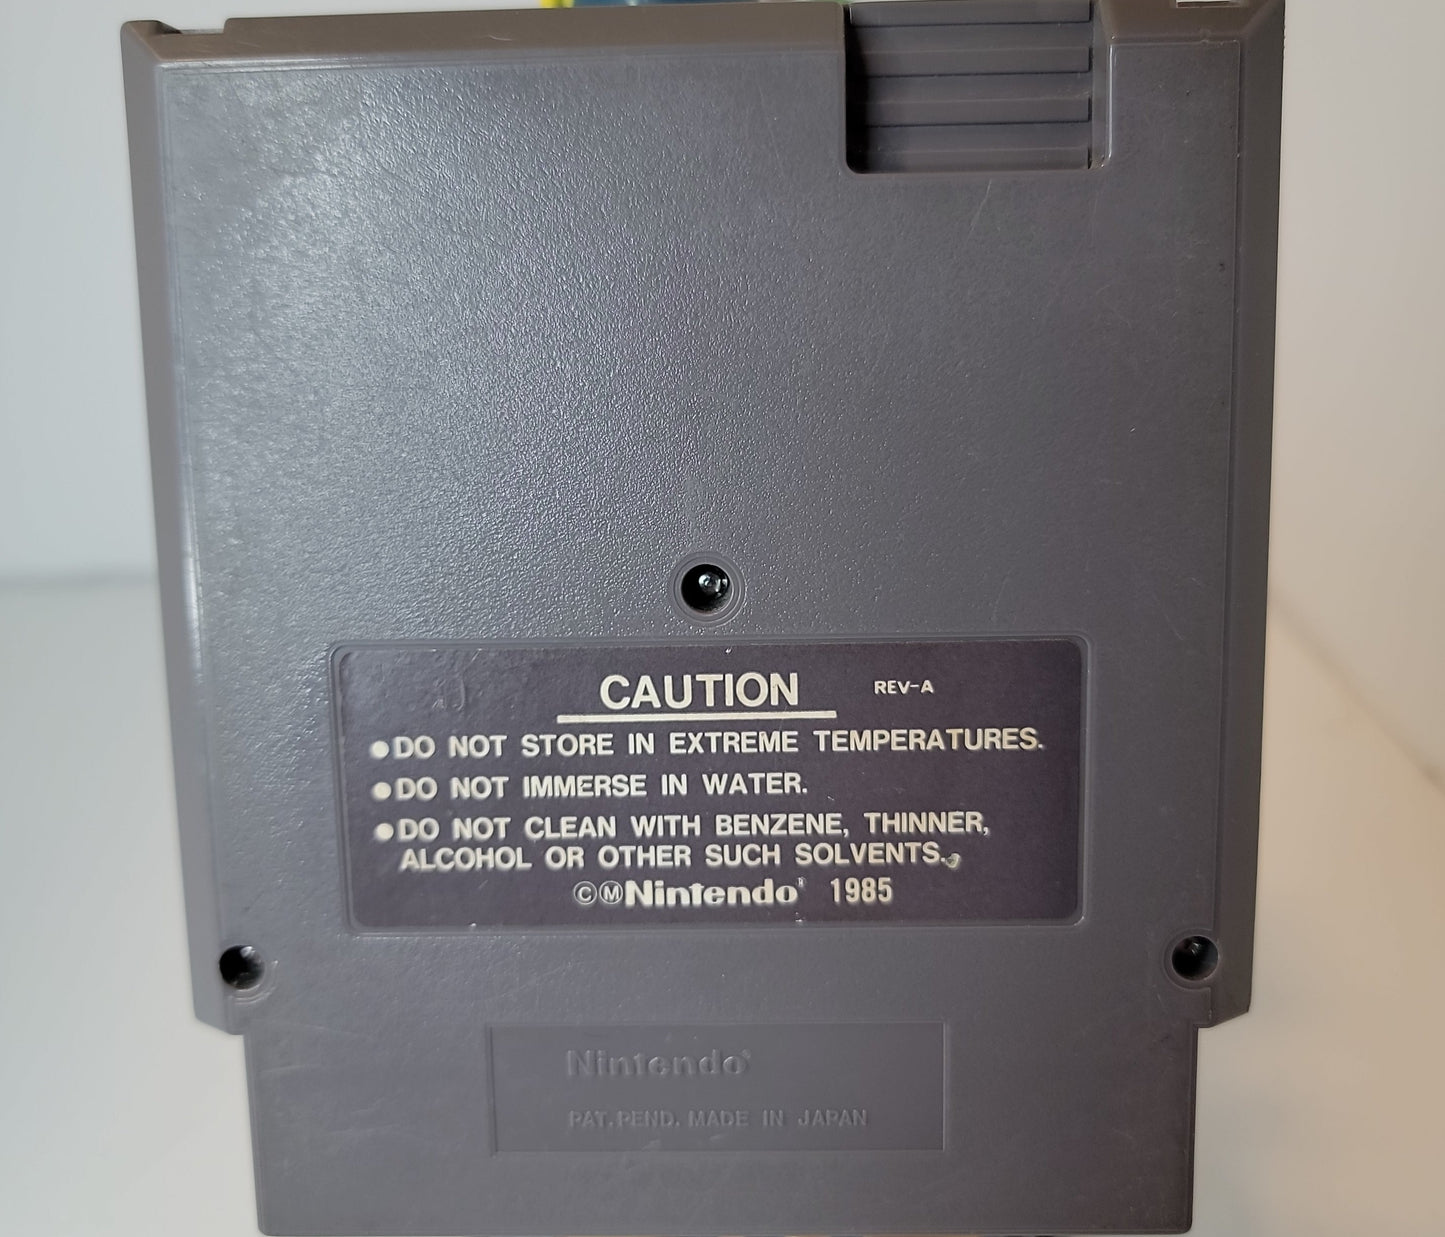 CAUTION REV-A
●DO NOT STORE IN EXTREME TEMPERATURES.
●DO NOT IMMERSE IN WATER.
●DO NOT CLEAN WITH BENZENE, THINNER,
ALCOHOL OR OTHER SUCH SOLVENTS.
©ⓂNintendo® 1985
Nintendo®
PAT. PEND. MADE IN JAPAN